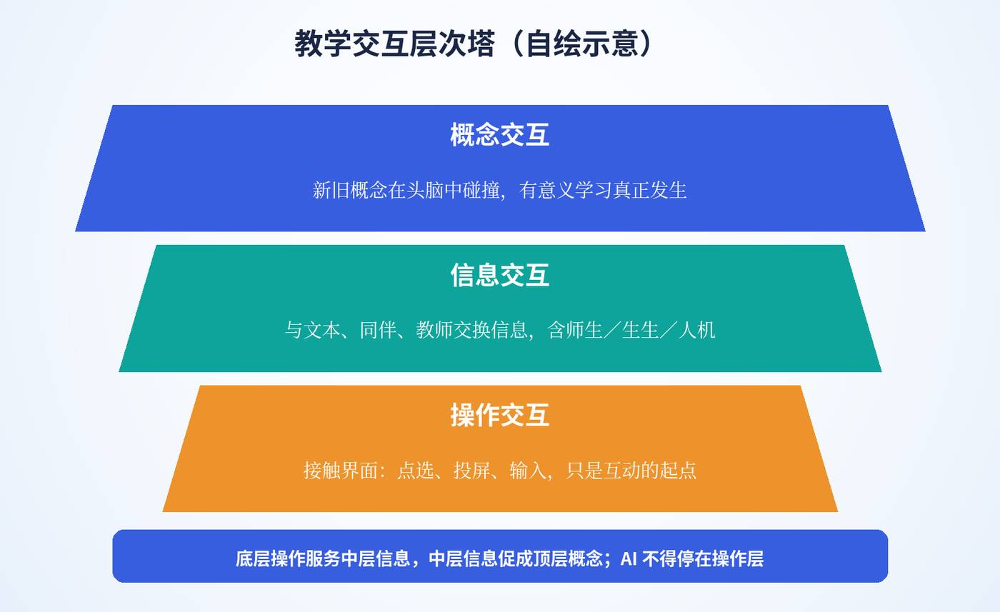 教学交互层次塔（自绘示意）
概念交互
新旧概念在头脑中碰撞，有意义学习真正发生
信息交互
与文本、同伴、教师交换信息，含师生／生生／人机
操作交互
接触界面：点选、投屏、输入，只是互动的起点
底层操作服务中层信息，中层信息促成顶层概念；AI 不得停在操作层